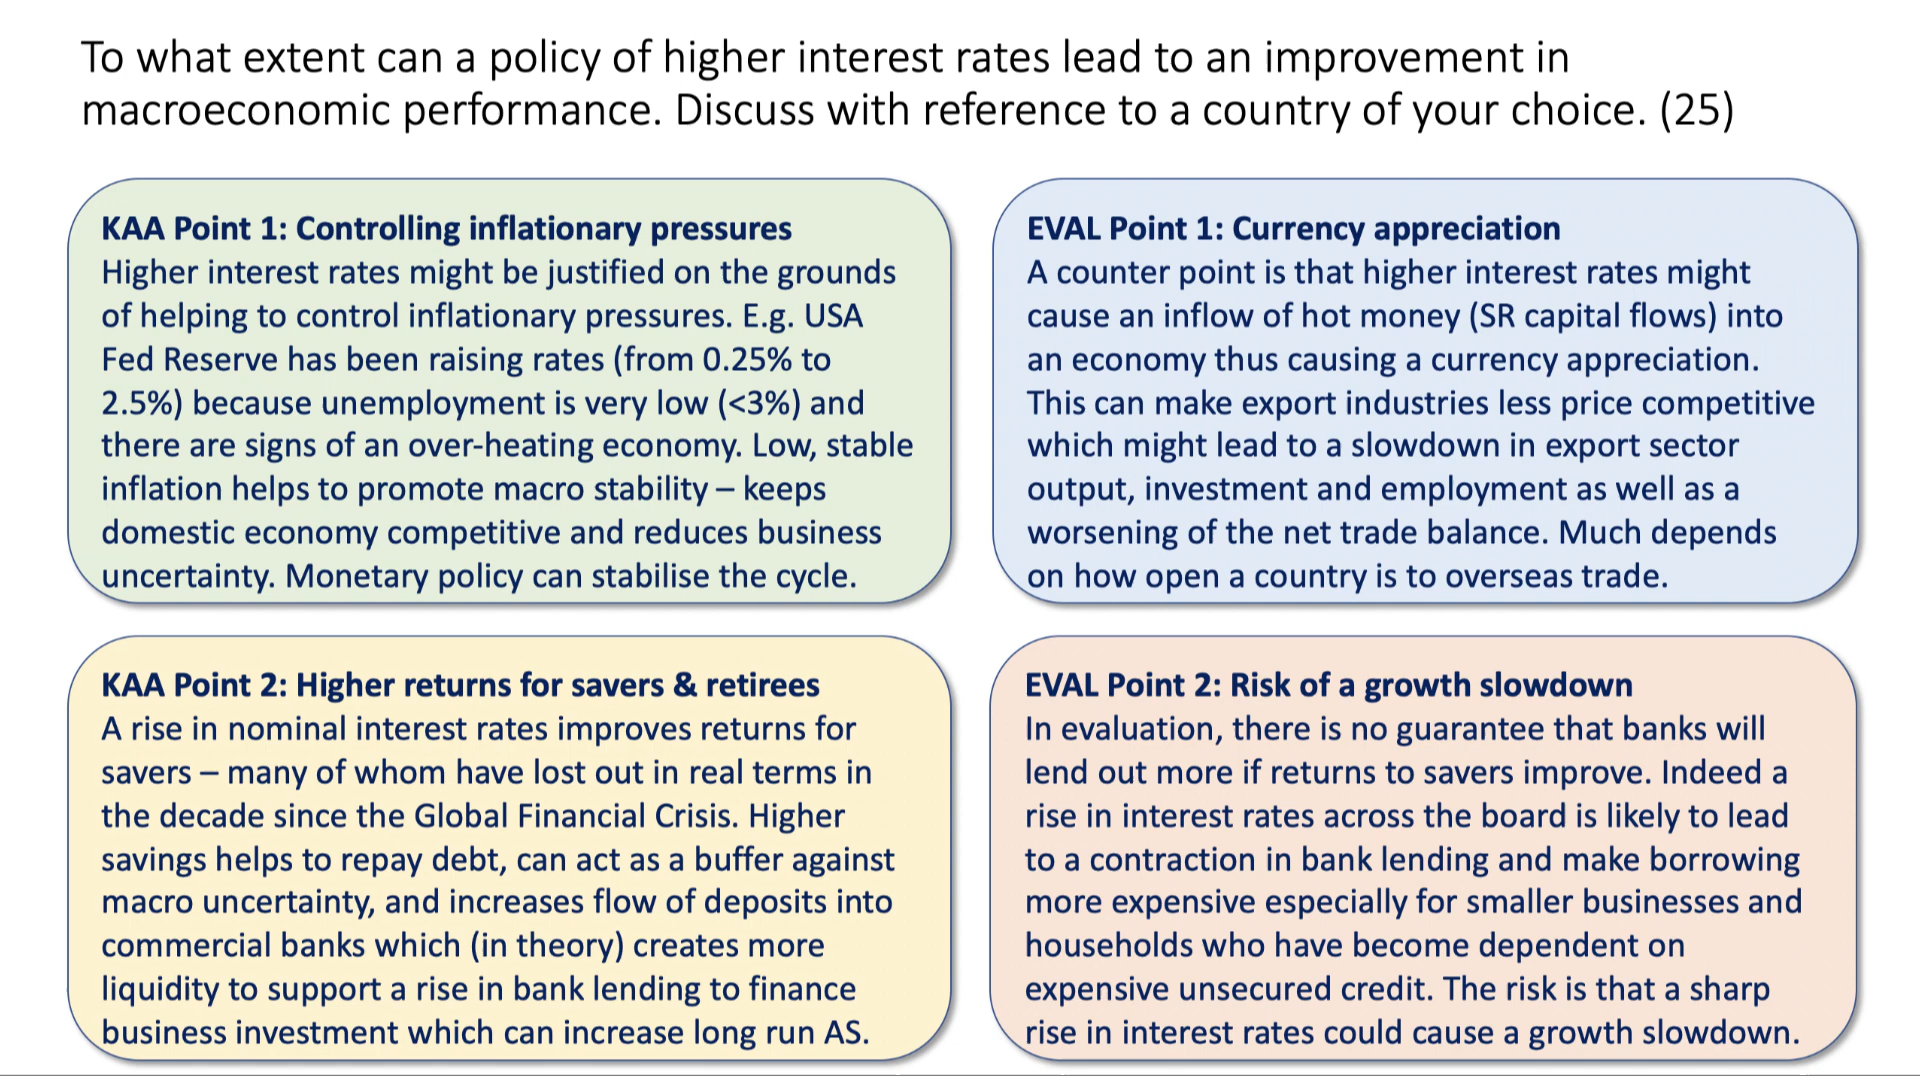 To what extent can a policy of higher interest rates lead to an improvement in
macroeconomic performance. Discuss with reference to a country of your choice. (25)
KAA Point 1: Controlling inflationary pressures
Higher interest rates might be justified on the grounds
of helping to control inflationary pressures. E.g. USA
Fed Reserve has been raising rates (from 0.25% to
2.5%) because unemployment is very low (<3%) and
there are signs of an over-heating economy. Low, stable
inflation helps to promote macro stability – keeps
domestic economy competitive and reduces business
uncertainty. Monetary policy can stabilise the cycle.
EVAL Point 1: Currency appreciation
A counter point is that higher interest rates might
cause an inflow of hot money (SR capital flows) into
an economy thus causing a currency appreciation.
This can make export industries less price competitive
which might lead to a slowdown in export sector
output, investment and employment as well as a
worsening of the net trade balance. Much depends
on how open a country is to overseas trade.
KAA Point 2: Higher returns for savers & retirees
A rise in nominal interest rates improves returns for
savers – many of whom have lost out in real terms in
the decade since the Global Financial Crisis. Higher
savings helps to repay debt, can act as a buffer against
macro uncertainty, and increases flow of deposits into
commercial banks which (in theory) creates more
liquidity to support a rise in bank lending to finance
business investment which can increase long run AS.
EVAL Point 2: Risk of a growth slowdown
In evaluation, there is no guarantee that banks will
lend out more if returns to savers improve. Indeed a
rise in interest rates across the board is likely to lead
to a contraction in bank lending and make borrowing
more expensive especially for smaller businesses and
households who have become dependent on
expensive unsecured credit. The risk is that a sharp
rise in interest rates could cause a growth slowdown.